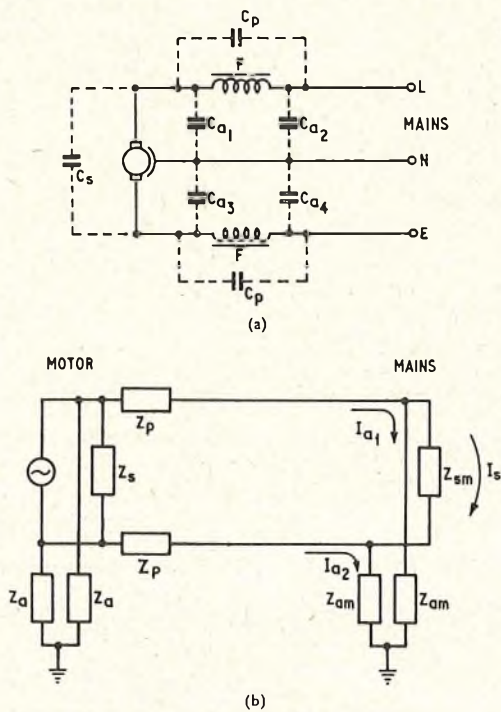 Cp
F
L
Ca1
Ca2
MAINS
Cs
N
Ca3
Ca4
F
E
Cp
(a)
MOTOR
MAINS
Zp
Ia1
Zs
Zsm
Is
Zp
Ia2
Za
Za
Zam
Zam
(b)